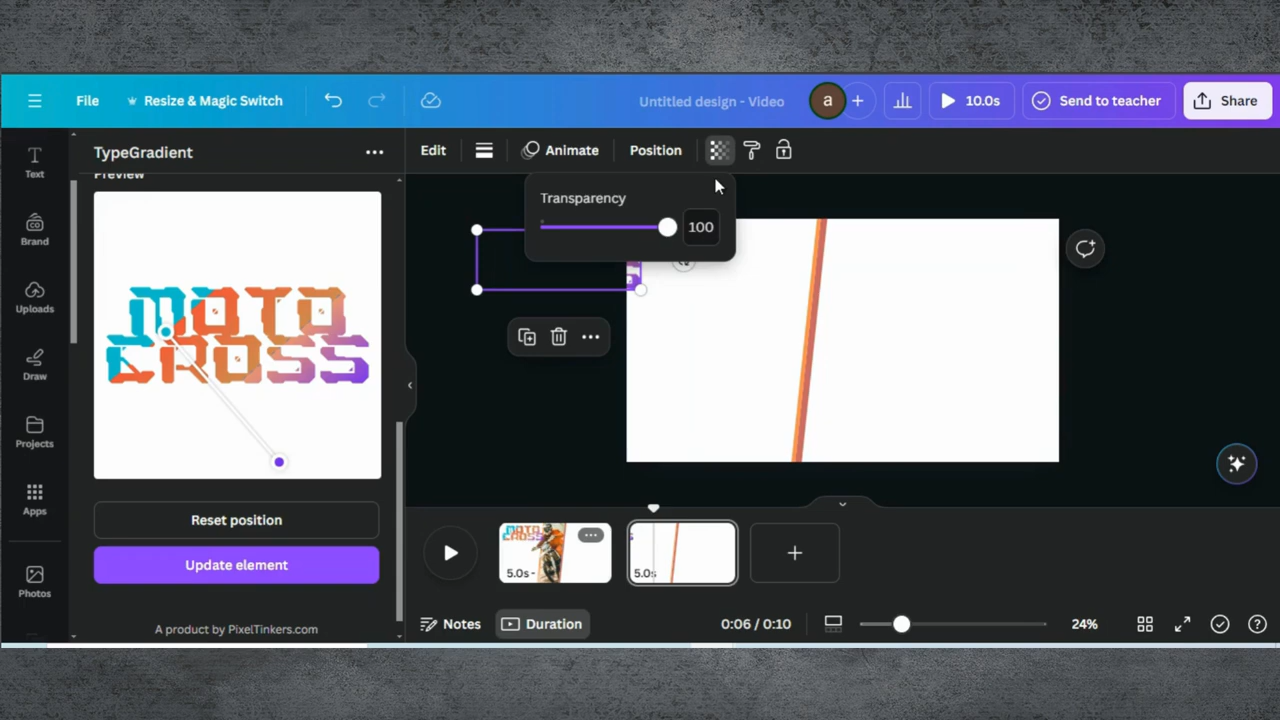 File
Resize & Magic Switch
Untitled design - Video
a
10.0s
Send to teacher
Share
Text
Brand
Uploads
Draw
Projects
Apps
Photos
TypeGradient
Preview
MOTO
CROSS
Reset position
Update element
A product by PixelTinkers.com
Edit
Animate
Position
Transparency
100
MOTO
CROSS
5.0s
5.0s
Notes
Duration
0:06 / 0:10
24%